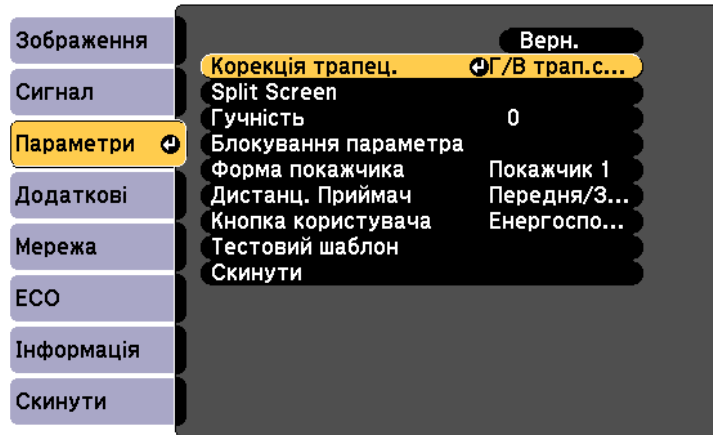 Зображення
Сигнал
Параметри
Додаткові
Мережа
ECO
Інформація
Скинути
Верн.
Корекція трапец. Г/В трап.с...
Split Screen
Гучність 0
Блокування параметра
Форма покажчика Покажчик 1
Дистанц. Приймач Передня/З...
Кнопка користувача Енергоспо...
Тестовий шаблон
Скинути